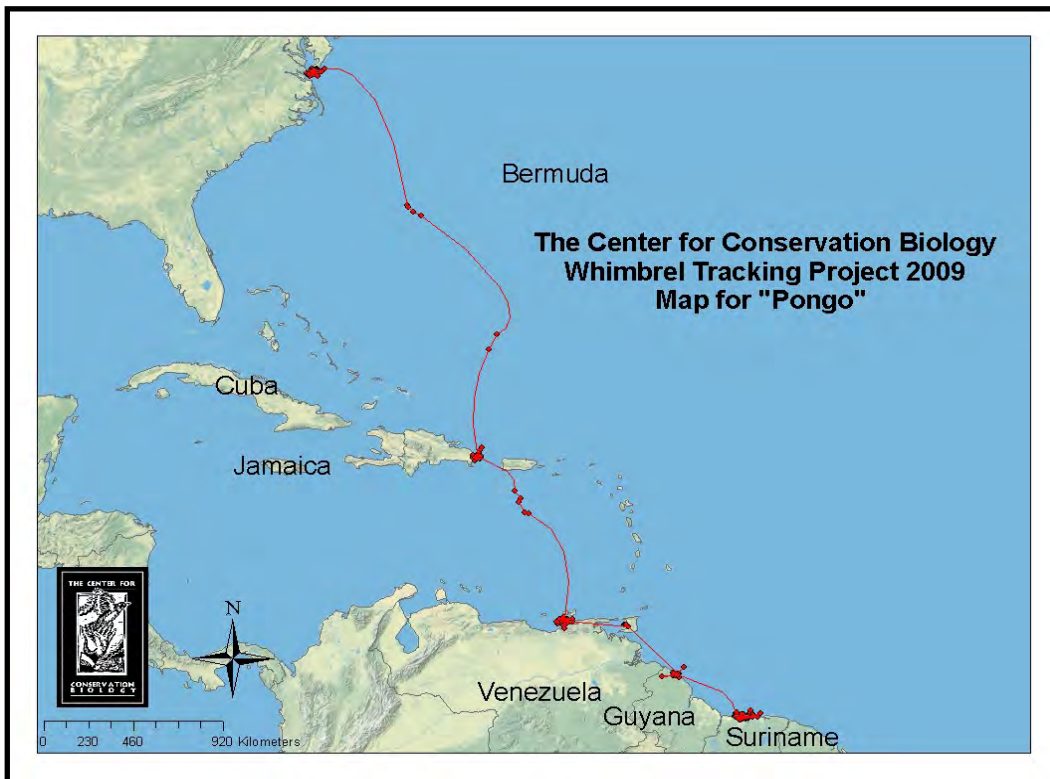 Bermuda
The Center for Conservation Biology
Whimbrel Tracking Project 2009
Map for "Pongo"
Cuba
Jamaica
THE CENTER FOR
CONSERVATION
BIOLOGY
N
Venezuela
Guyana
Suriname
0 230 460 920 Kilometers